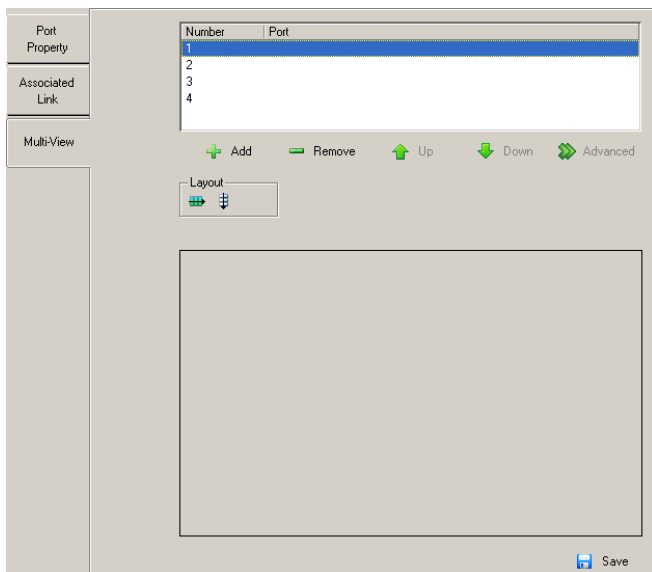 Port
Property
Associated
Link
Multi-View
Number Port
1
2
3
4
Add Remove Up Down Advanced
Layout
Save